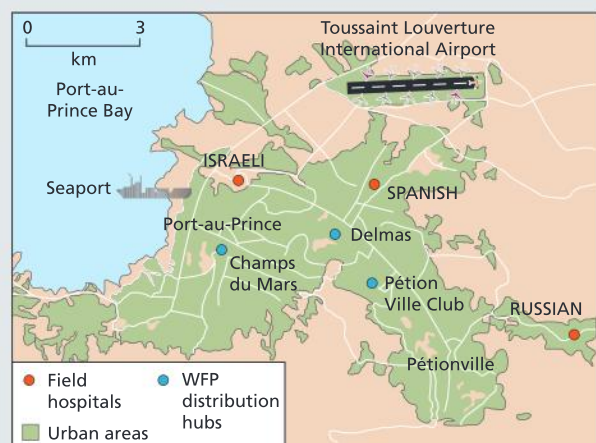 0 3
km
Toussaint Louverture
International Airport
Port-au-
Prince Bay
ISRAELI
Seaport
SPANISH
Port-au-Prince
Delmas
Champs
du Mars
Pétion
Ville Club
RUSSIAN
Pétionville
Field
hospitals
WFP
distribution
hubs
Urban areas